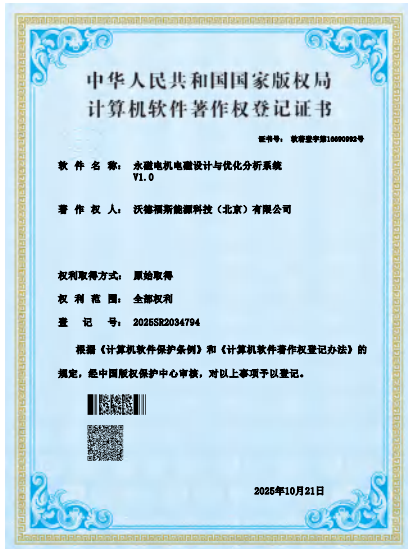 中华人民共和国国家版权局
计算机软件著作权登记证书
证书号： 软著登字第16690992号
软件名称： 永磁电机电磁设计与优化分析系统
V1.0
著作权人： 沃德福斯能源科技（北京）有限公司
权利取得方式： 原始取得
权利范围： 全部权利
登记号： 2025SR2034794
根据《计算机软件保护条例》和《计算机软件著作权登记办法》的
规定，经中国版权保护中心审核，对以上事项予以登记。
2025年10月21日